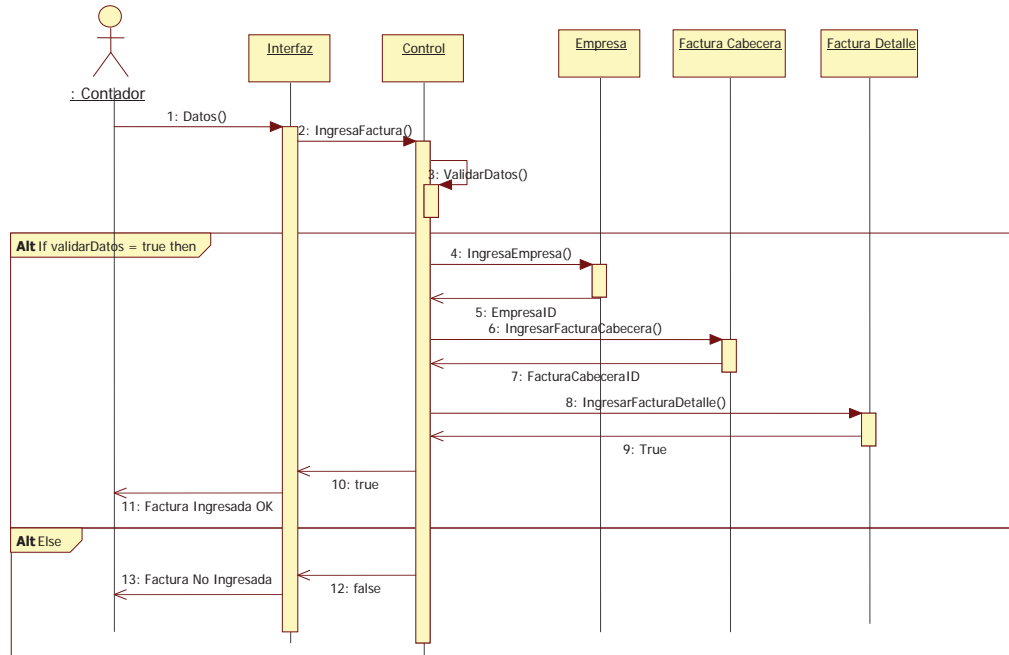 : Contador
Interfaz
Control
Empresa
Factura Cabecera
Factura Detalle
1: Datos()
2: IngresaFactura()
3: ValidarDatos()
Alt If validarDatos = true then
4: IngresaEmpresa()
5: EmpresaID
6: IngresarFacturaCabecera()
7: FacturaCabeceraID
8: IngresarFacturaDetalle()
9: True
10: true
11: Factura Ingresada OK
Alt Else
12: false
13: Factura No Ingresada